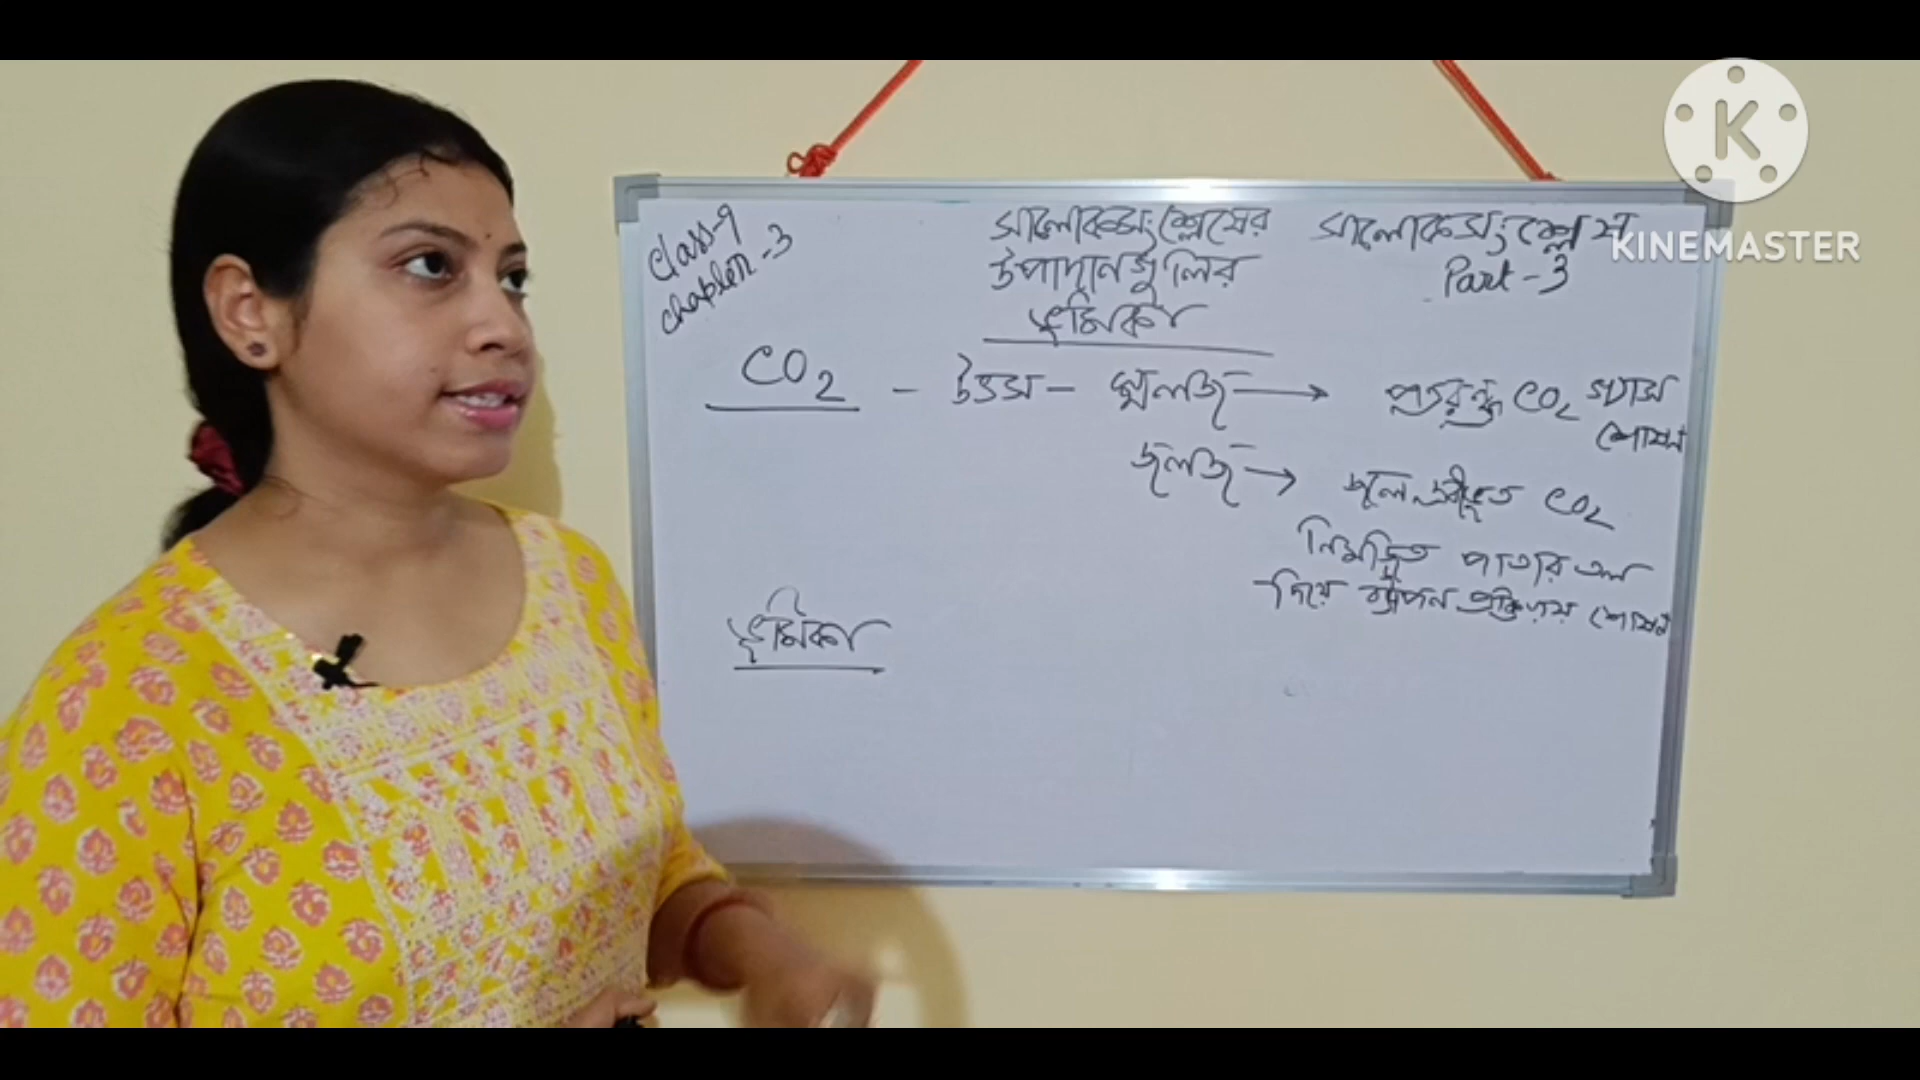 Class-9
Chapter-3
সালোকসংশ্লেষের
উপাদানগুলির
ভূমিকা
সালোকসংশ্লেষ
Part-3
KINEMASTER
CO2 - উৎস - স্থলজ → পত্ররন্ধ্র CO2 গ্যাস
শোষণ
জলজ → জলে দ্রবীভূত CO2
নিমজ্জিত পাতার তল
দিয়ে ব্যাপন প্রক্রিয়ায় শোষণ
ভূমিকা